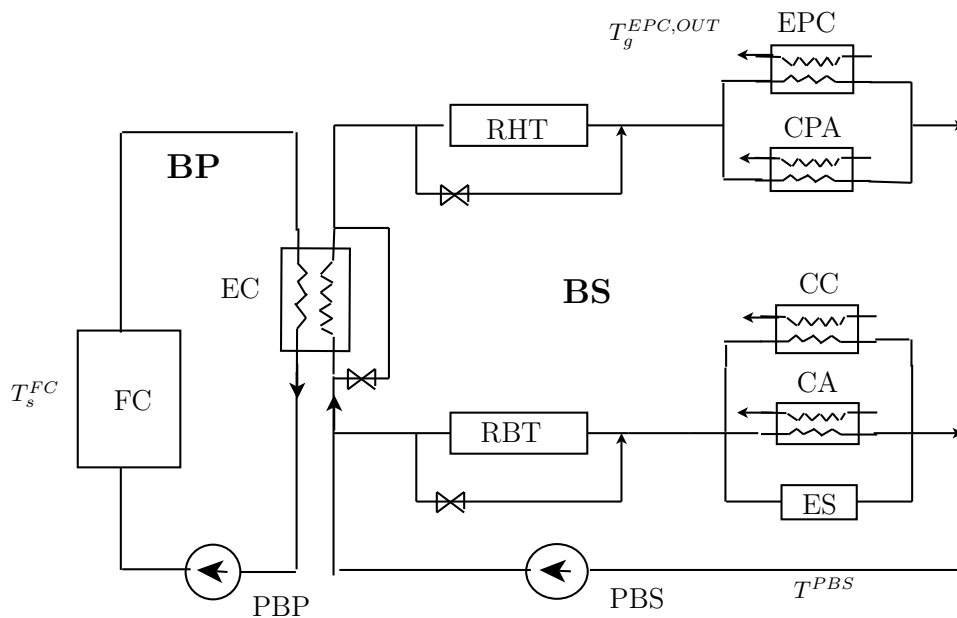 EPC
T_g^{EPC,OUT}
RHT
CPA
BP
EC
BS
CC
T_s^{FC}
FC
CA
RBT
ES
PBP
PBS
T^{PBS}